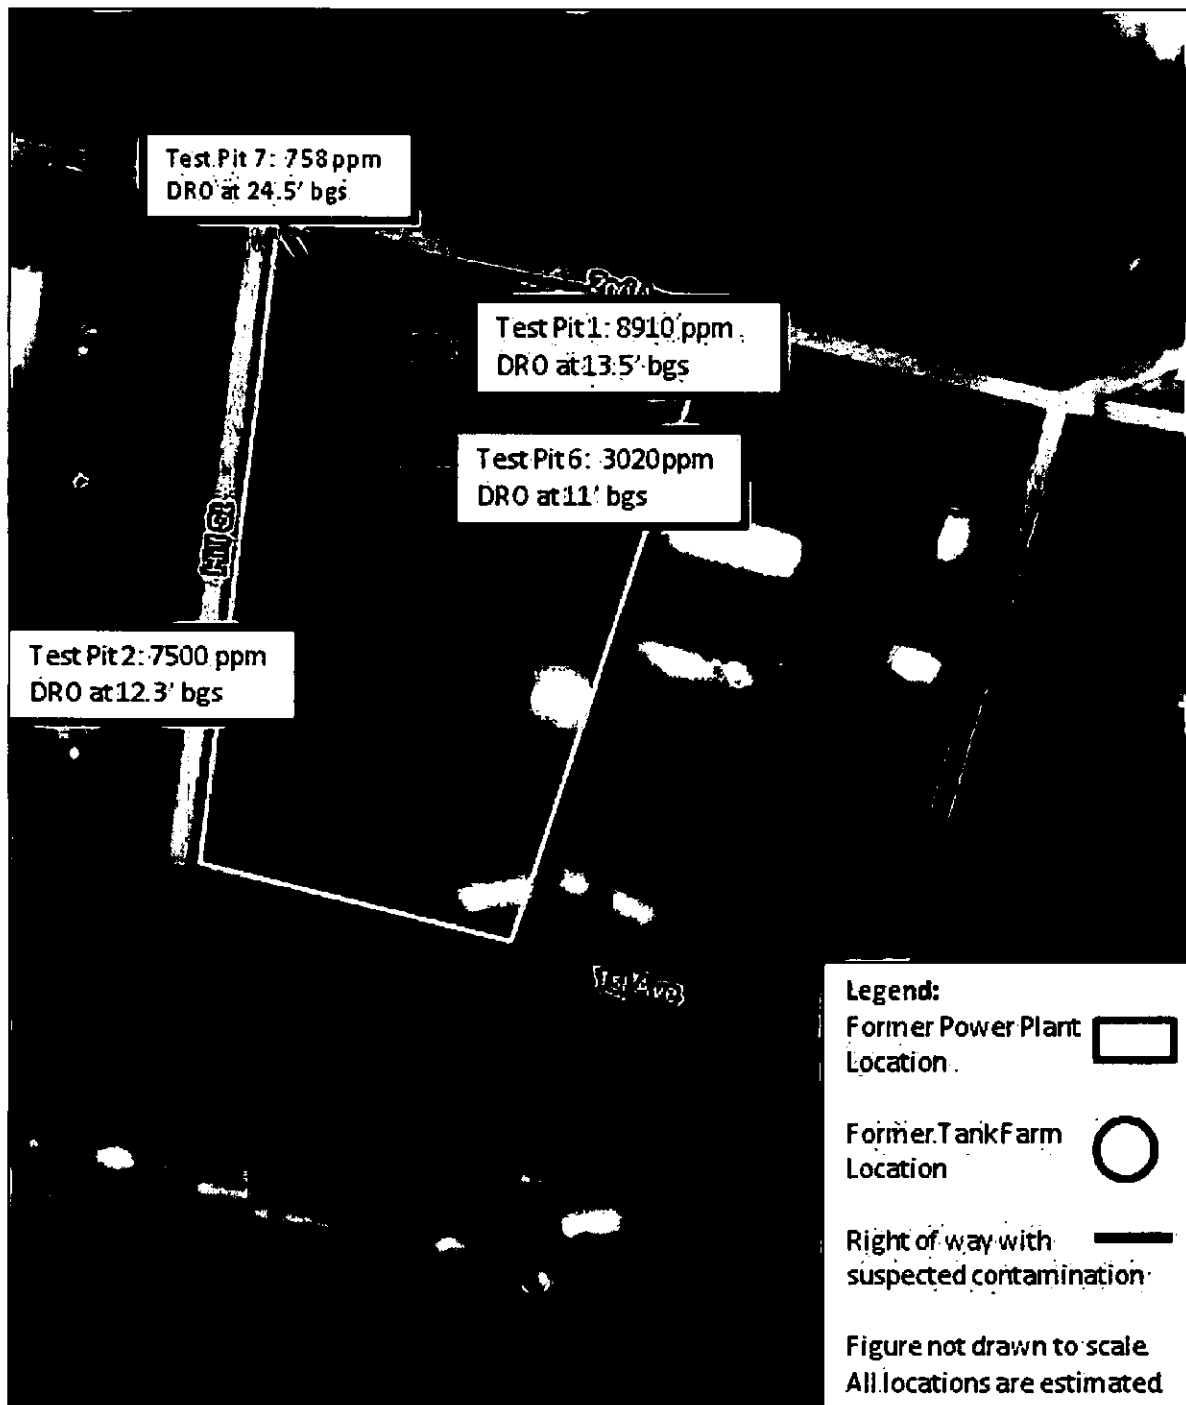 Test Pit 7: 758 ppm
DRO at 24.5' bgs
Test Pit 1: 8910 ppm
DRO at 13.5' bgs
Test Pit 6: 3020 ppm
DRO at 11' bgs
Test Pit 2: 7500 ppm
DRO at 12.3' bgs
1st Ave
Legend:
Former Power Plant
Location
Former Tank Farm
Location
Right of way with
suspected contamination
Figure not drawn to scale
All locations are estimated